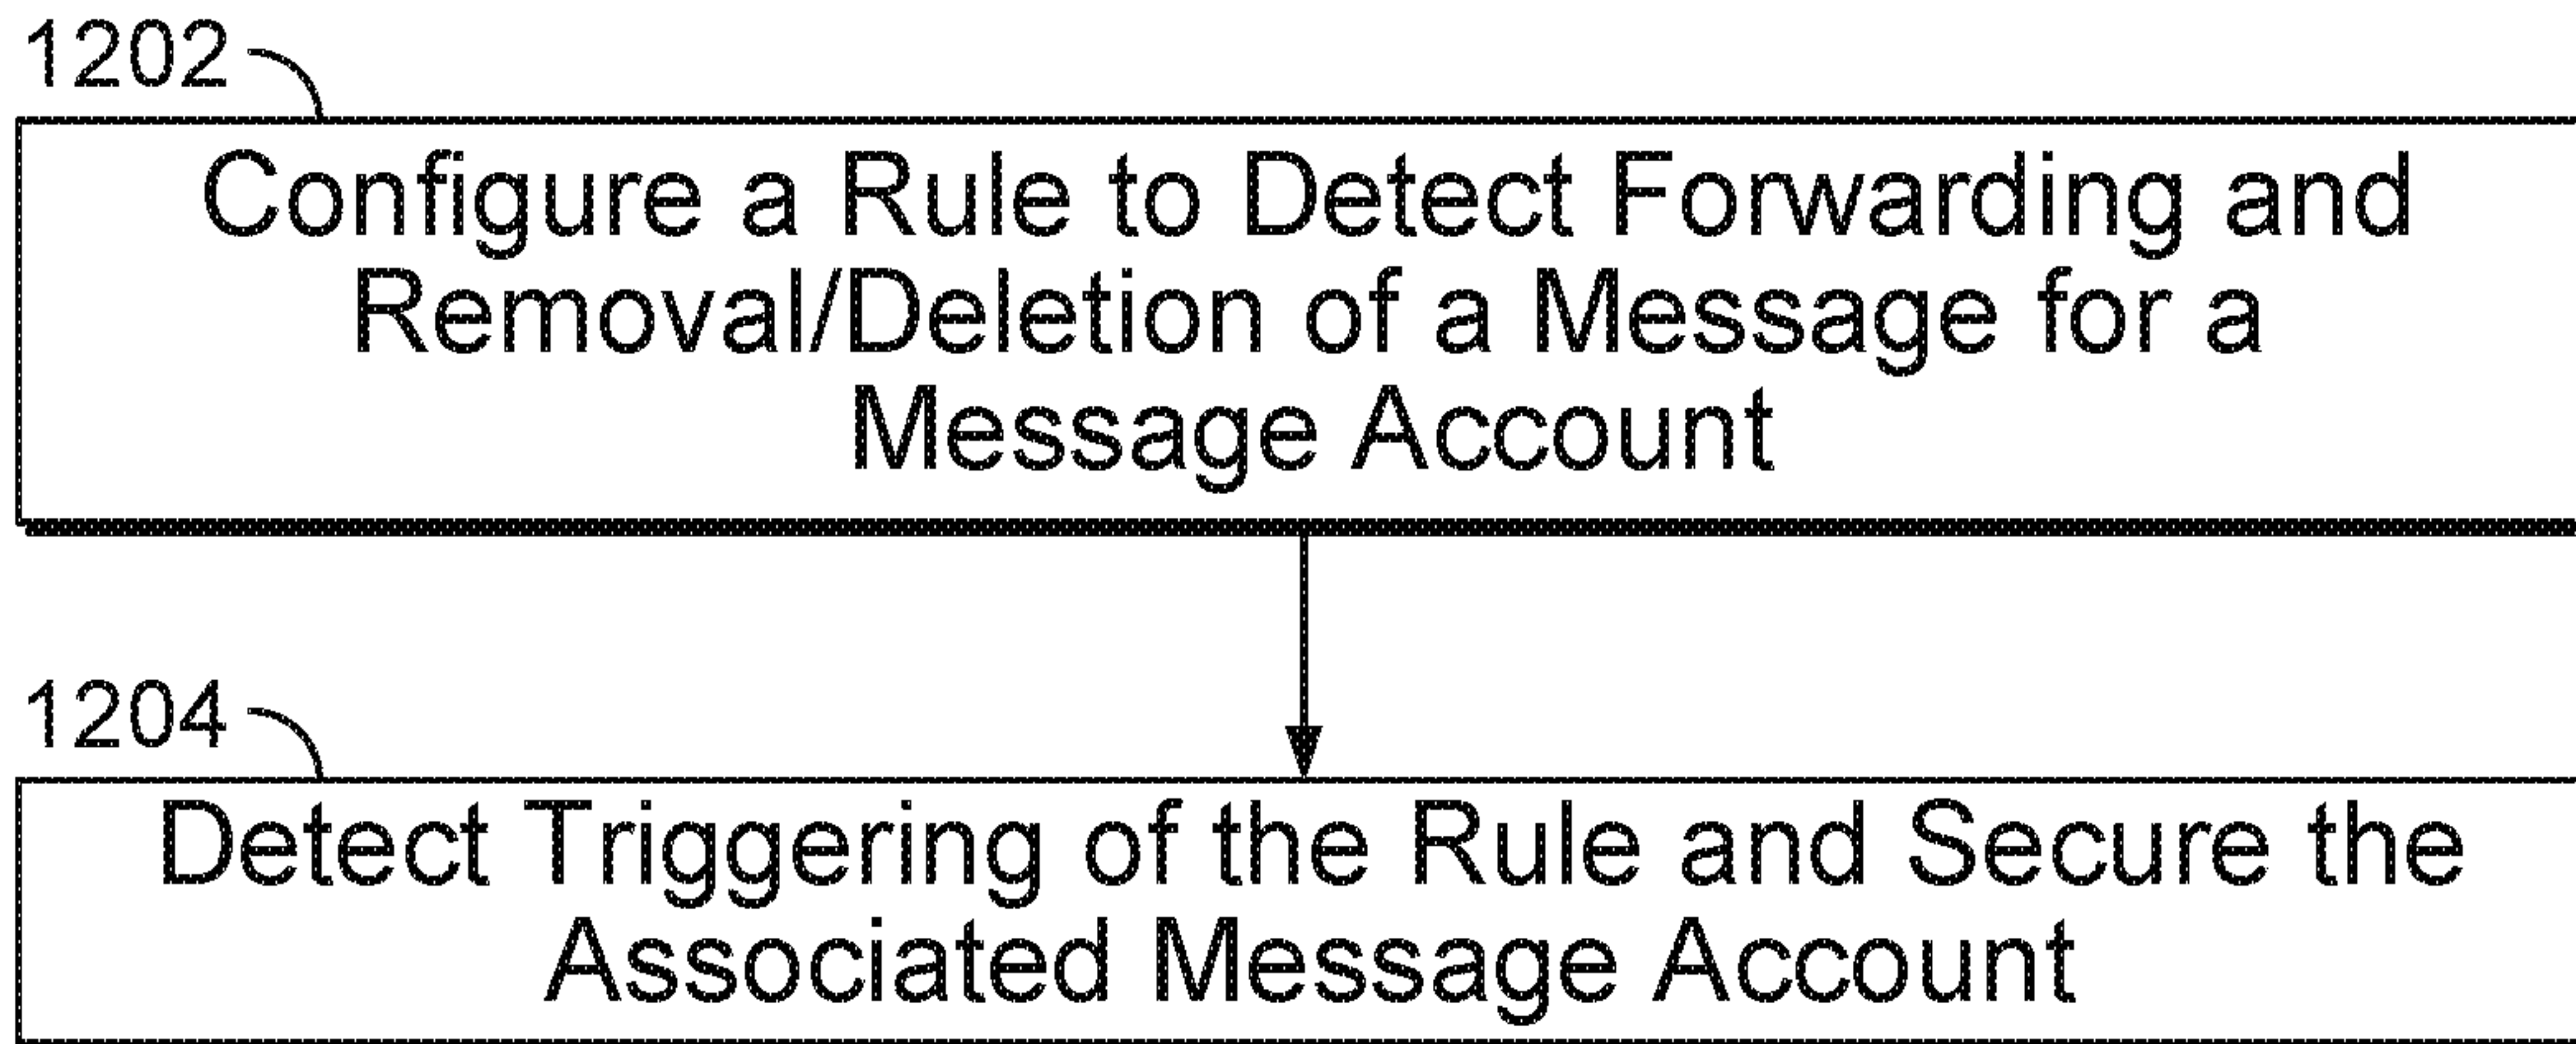 1202
Configure a Rule to Detect Forwarding and
Removal/Deletion of a Message for a
Message Account
1204
Detect Triggering of the Rule and Secure the
Associated Message Account